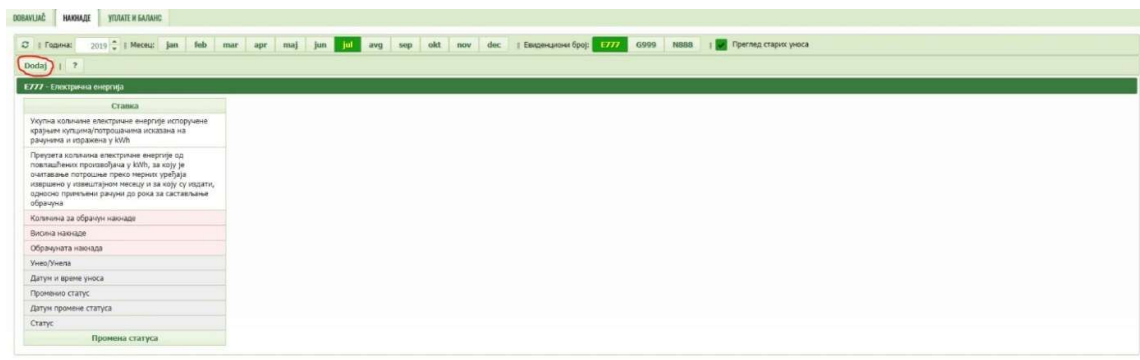 DOBAVLJAČ НАКНАДЕ УПЛАТЕ И БАЛАНС
| Година: 2019 | Месец: jan feb mar apr maj jun jul avg sep okt nov dec | Евиденциони број: E777 G999 N888 | Преглед старих уноса
Dodaj | ?
E777 - Електрична енергија
Ставка
Укупна количине електричне енергије испоручене
крајњим купцима/потрошачима исказана на
рачунима и изражена у kWh
Преузета количина електричне енергије од
повлашћених произвођача у kWh, за коју је
очитавање потрошње преко мерних уређаја
извршено у извештајном месецу и за коју су издати,
односно примљени рачуни до рока за састављање
обрачуна
Количина за обрачун накнаде
Висина накнаде
Обрачуната накнада
Унео/Унела
Датум и време уноса
Променио статус
Датум промене статуса
Статус
Промена статуса